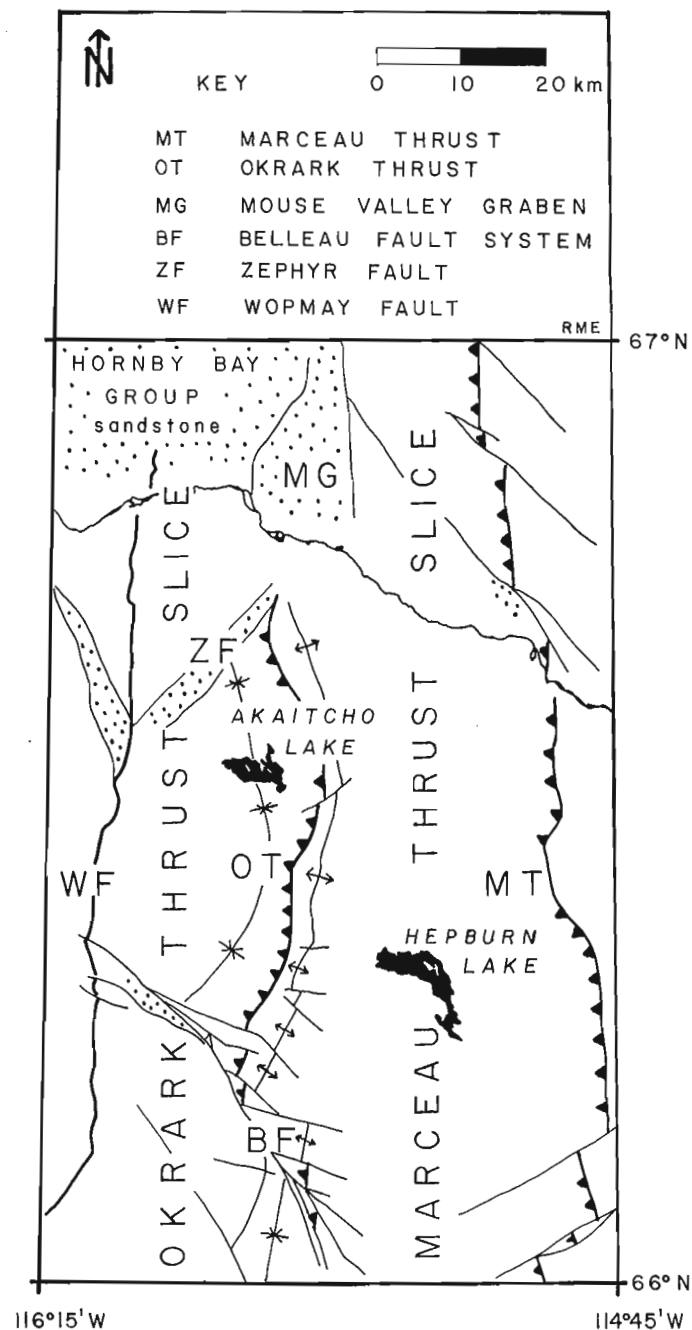 N
KEY
0 10 20 km
MT MARCEAU THRUST
OT OKRARK THRUST
MG MOUSE VALLEY GRABEN
BF BELLEAU FAULT SYSTEM
ZF ZEPHYR FAULT
WF WOPMAY FAULT
RME
67°N
HORNBY BAY
GROUP
sandstone
MG
ZF
AKAITCHO
LAKE
OT
WF
MT
HEPBURN
LAKE
BF
OKRARK THRUST SLICE
MARCEAU THRUST SLICE
66°N
116°15'W 114°45'W